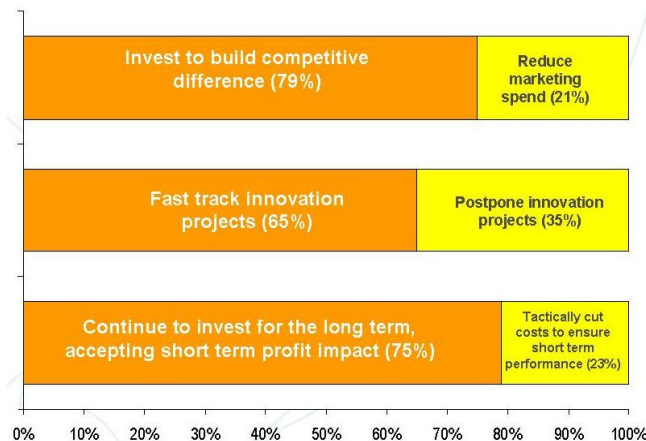 Invest to build competitive
difference (79%)
Reduce
marketing
spend (21%)
Fast track innovation
projects (65%)
Postpone innovation
projects (35%)
Continue to invest for the long term,
accepting short term profit impact (75%)
Tactically cut
costs to ensure
short term
performance (23%)
0% 10% 20% 30% 40% 50% 60% 70% 80% 90% 100%